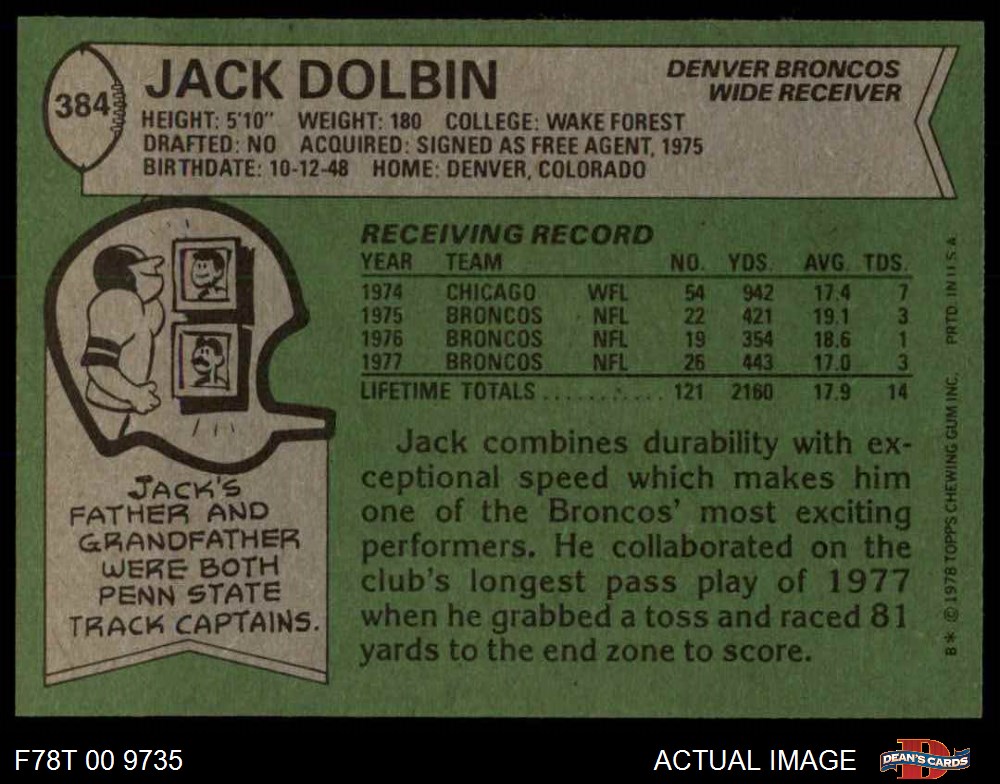 384
JACK DOLBIN
DENVER BRONCOS
WIDE RECEIVER
HEIGHT: 5'10" WEIGHT: 180 COLLEGE: WAKE FOREST
DRAFTED: NO ACQUIRED: SIGNED AS FREE AGENT, 1975
BIRTHDATE: 10-12-48 HOME: DENVER, COLORADO
RECEIVING RECORD
YEAR TEAM NO. YDS. AVG. TDS.
1974 CHICAGO WFL 54 942 17.4 7
1975 BRONCOS NFL 22 421 19.1 3
1976 BRONCOS NFL 19 354 18.6 1
1977 BRONCOS NFL 26 443 17.0 3
LIFETIME TOTALS........... 121 2160 17.9 14
Jack combines durability with ex-
ceptional speed which makes him
one of the Broncos' most exciting
performers. He collaborated on the
club's longest pass play of 1977
when he grabbed a toss and raced 81
yards to the end zone to score.
JACK'S
FATHER AND
GRANDFATHER
WERE BOTH
PENN STATE
TRACK CAPTAINS.
B* © 1978 TOPPS CHEWING GUM INC. PRTD. IN U.S.A.
F78T 00 9735
ACTUAL IMAGE
D
DEAN'S CARDS